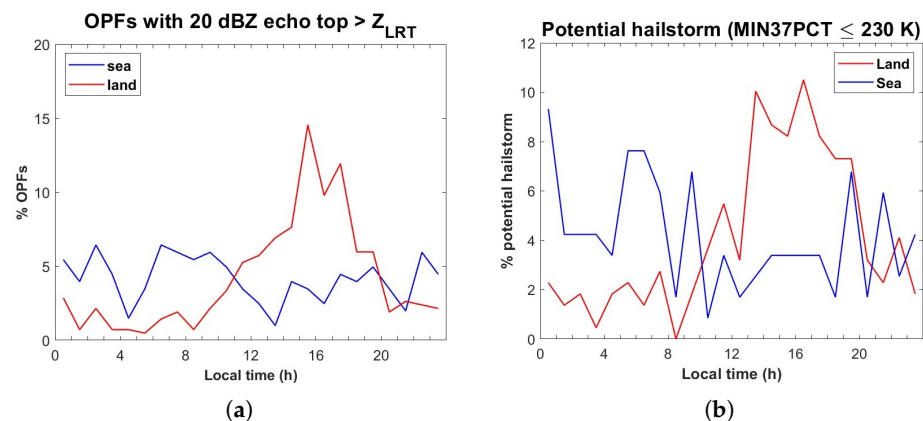 OPFs with 20 dBZ echo top > Z_LRT
sea
land
% OPFs
20
15
10
5
0
0 4 8 12 16 20
Local time (h)
(a)
Potential hailstorm (MIN37PCT ≤ 230 K)
Land
Sea
% potential hailstorm
12
10
8
6
4
2
0
0 4 8 12 16 20
Local time (h)
(b)